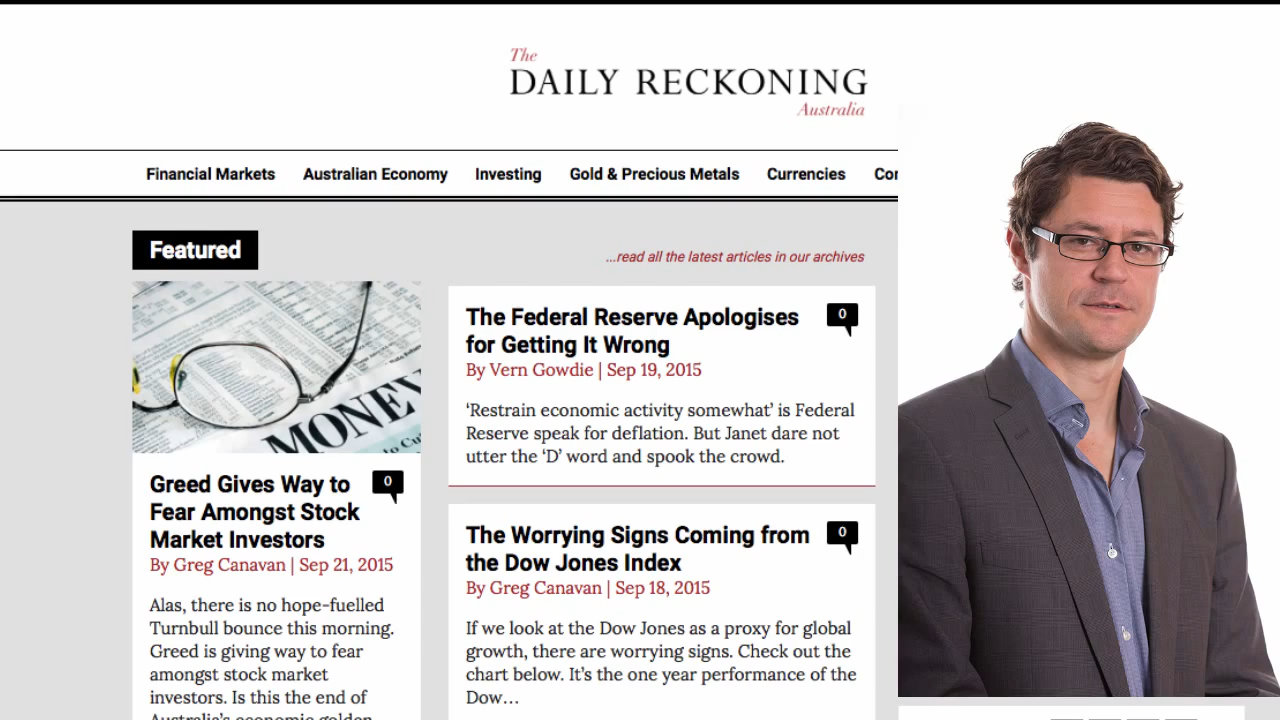 The
DAILY RECKONING
Australia
Financial Markets Australian Economy Investing Gold & Precious Metals Currencies
Featured
...read all the latest articles in our archives
MONEY
Greed Gives Way to
Fear Amongst Stock
Market Investors
0
By Greg Canavan | Sep 21, 2015
Alas, there is no hope-fuelled
Turnbull bounce this morning.
Greed is giving way to fear
amongst stock market
investors. Is this the end of
Australia's economic golden
The Federal Reserve Apologises
for Getting It Wrong
0
By Vern Gowdie | Sep 19, 2015
‘Restrain economic activity somewhat’ is Federal
Reserve speak for deflation. But Janet dare not
utter the ‘D’ word and spook the crowd.
The Worrying Signs Coming from
the Dow Jones Index
0
By Greg Canavan | Sep 18, 2015
If we look at the Dow Jones as a proxy for global
growth, there are worrying signs. Check out the
chart below. It’s the one year performance of the
Dow…